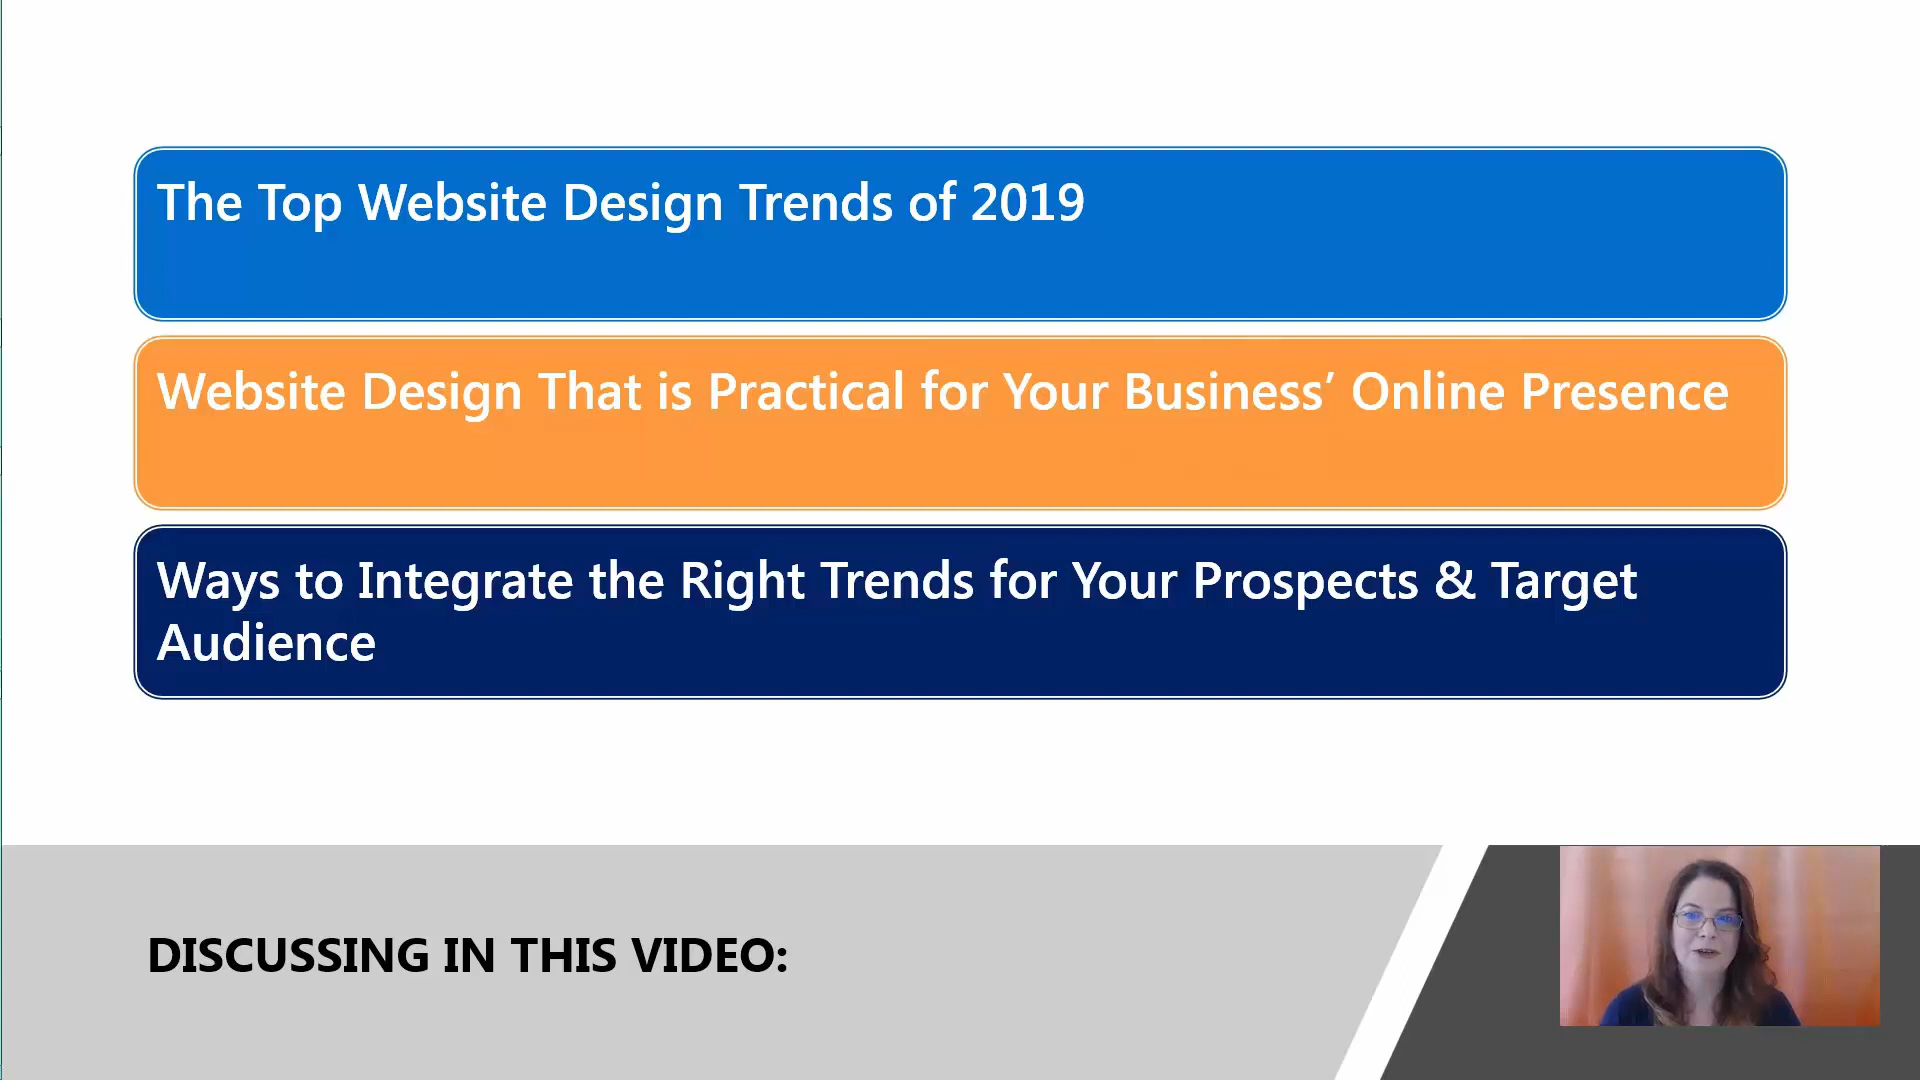 The Top Website Design Trends of 2019
Website Design That is Practical for Your Business’ Online Presence
Ways to Integrate the Right Trends for Your Prospects & Target
Audience
DISCUSSING IN THIS VIDEO: